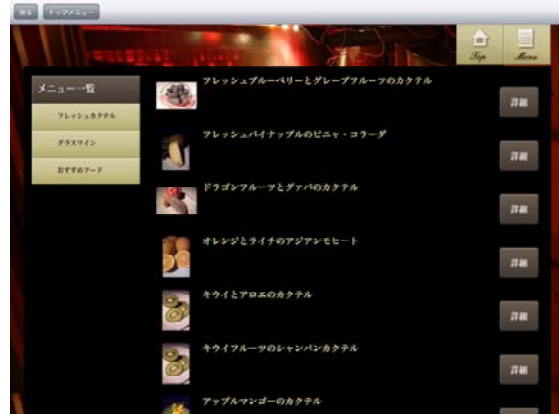 戻る
トップメニュー
Top
Menu
メニュー一覧
フレッシュカクテル
グラスワイン
おすすめフード
フレッシュブルーベリーとグレープフルーツのカクテル
詳細
フレッシュパイナップルのピニャ・コラーダ
詳細
ドラゴンフルーツとグァバのカクテル
詳細
オレンジとライチのアジアンモヒート
詳細
キウイとアロエのカクテル
詳細
キウイフルーツのシャンパンカクテル
詳細
アップルマンゴーのカクテル